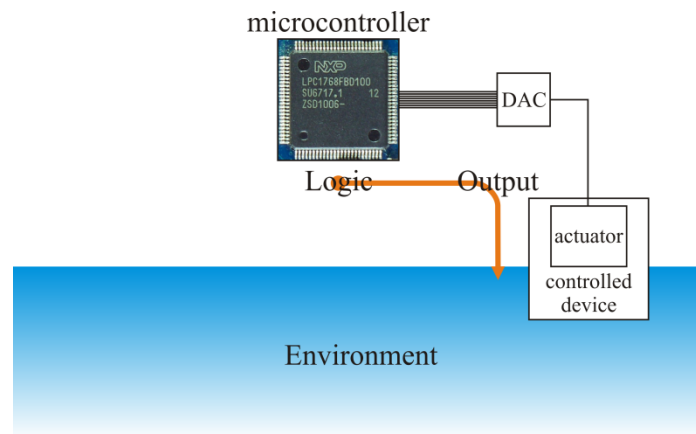 microcontroller
NXP
LPC1768FBD100
SU6717.1 12
ZSD1006-
DAC
Logic
Output
actuator
controlled
device
Environment